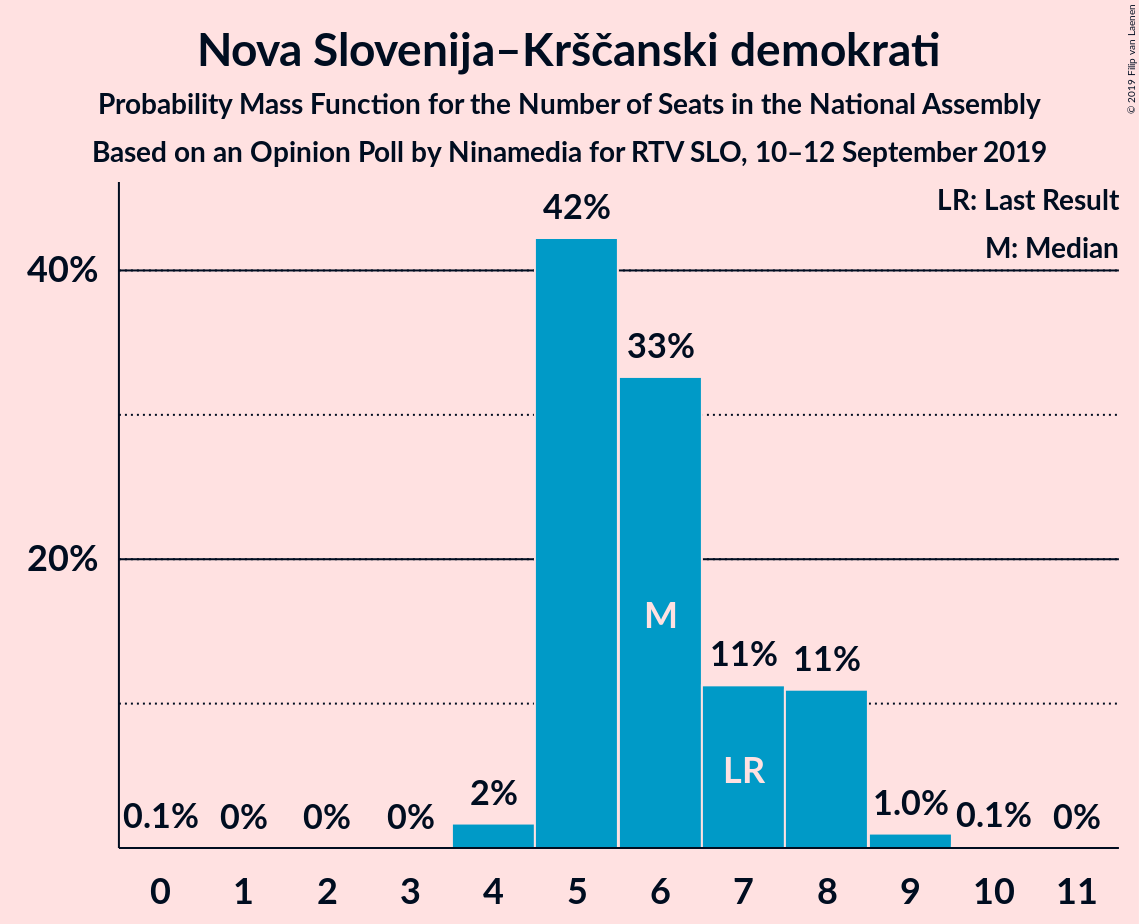 Nova Slovenija–Krščanski demokrati
Probability Mass Function for the Number of Seats in the National Assembly
Based on an Opinion Poll by Ninamedia for RTV SLO, 10–12 September 2019
© 2019 Filip van Laenen
LR: Last Result
M: Median
42%
40%
33%
20%
M
11%
11%
LR
2%
0.1% 0% 0% 0% 1.0% 0.1% 0%
0 1 2 3 4 5 6 7 8 9 10 11